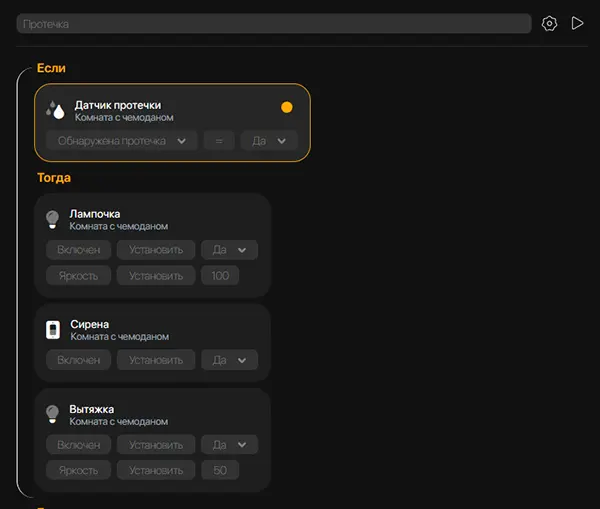 Протечка
Если
Датчик протечки
Комната с чемоданом
Обнаружена протечка = Да
Тогда
Лампочка
Комната с чемоданом
Включен Установить Да
Яркость Установить 100
Сирена
Комната с чемоданом
Включен Установить Да
Вытяжка
Комната с чемоданом
Включен Установить Да
Яркость Установить 50